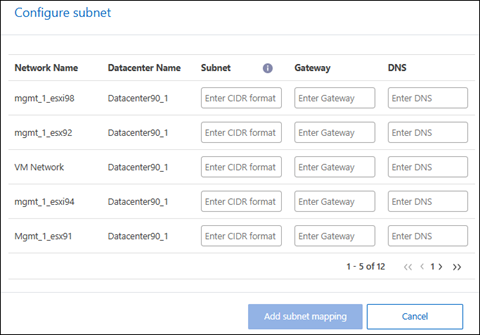 Configure subnet
Network Name Datacenter Name Subnet i Gateway DNS
mgmt_1_esxi98 Datacenter90_1 Enter CIDR format Enter Gateway Enter DNS
mgmt_1_esx92 Datacenter90_1 Enter CIDR format Enter Gateway Enter DNS
VM Network Datacenter90_1 Enter CIDR format Enter Gateway Enter DNS
mgmt_1_esxi94 Datacenter90_1 Enter CIDR format Enter Gateway Enter DNS
Mgmt_1_esx91 Datacenter90_1 Enter CIDR format Enter Gateway Enter DNS
1 - 5 of 12 << < 1 > >>
Add subnet mapping Cancel